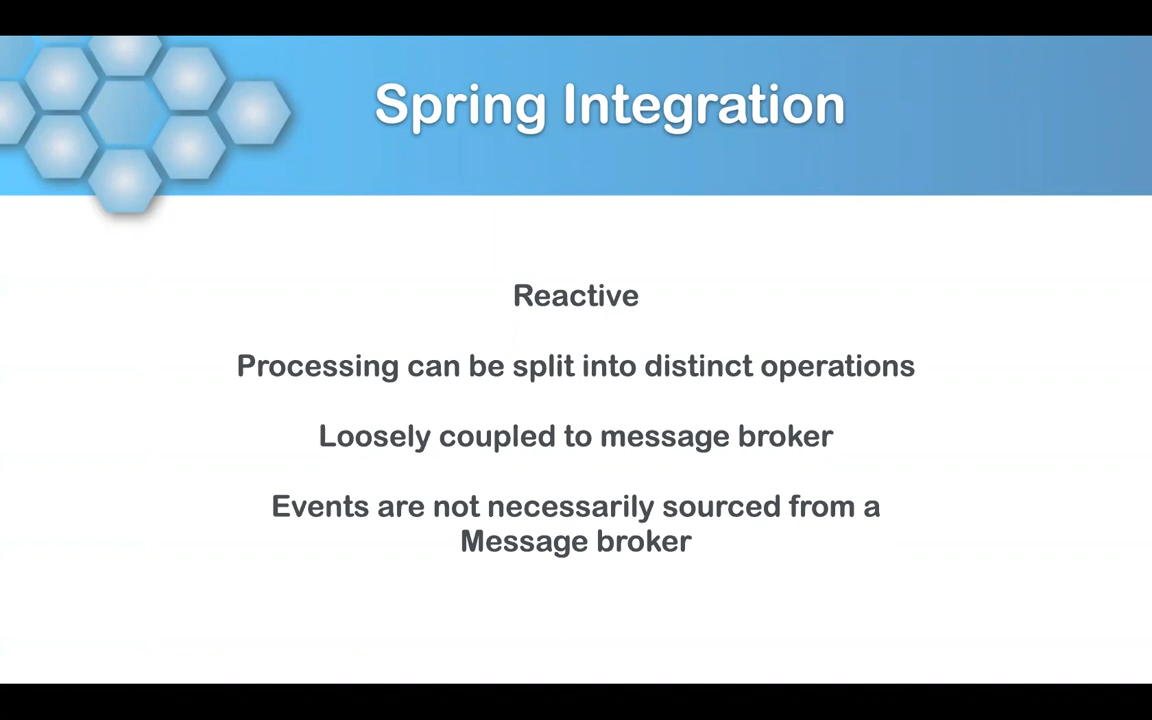 Spring Integration
Reactive
Processing can be split into distinct operations
Loosely coupled to message broker
Events are not necessarily sourced from a
Message broker